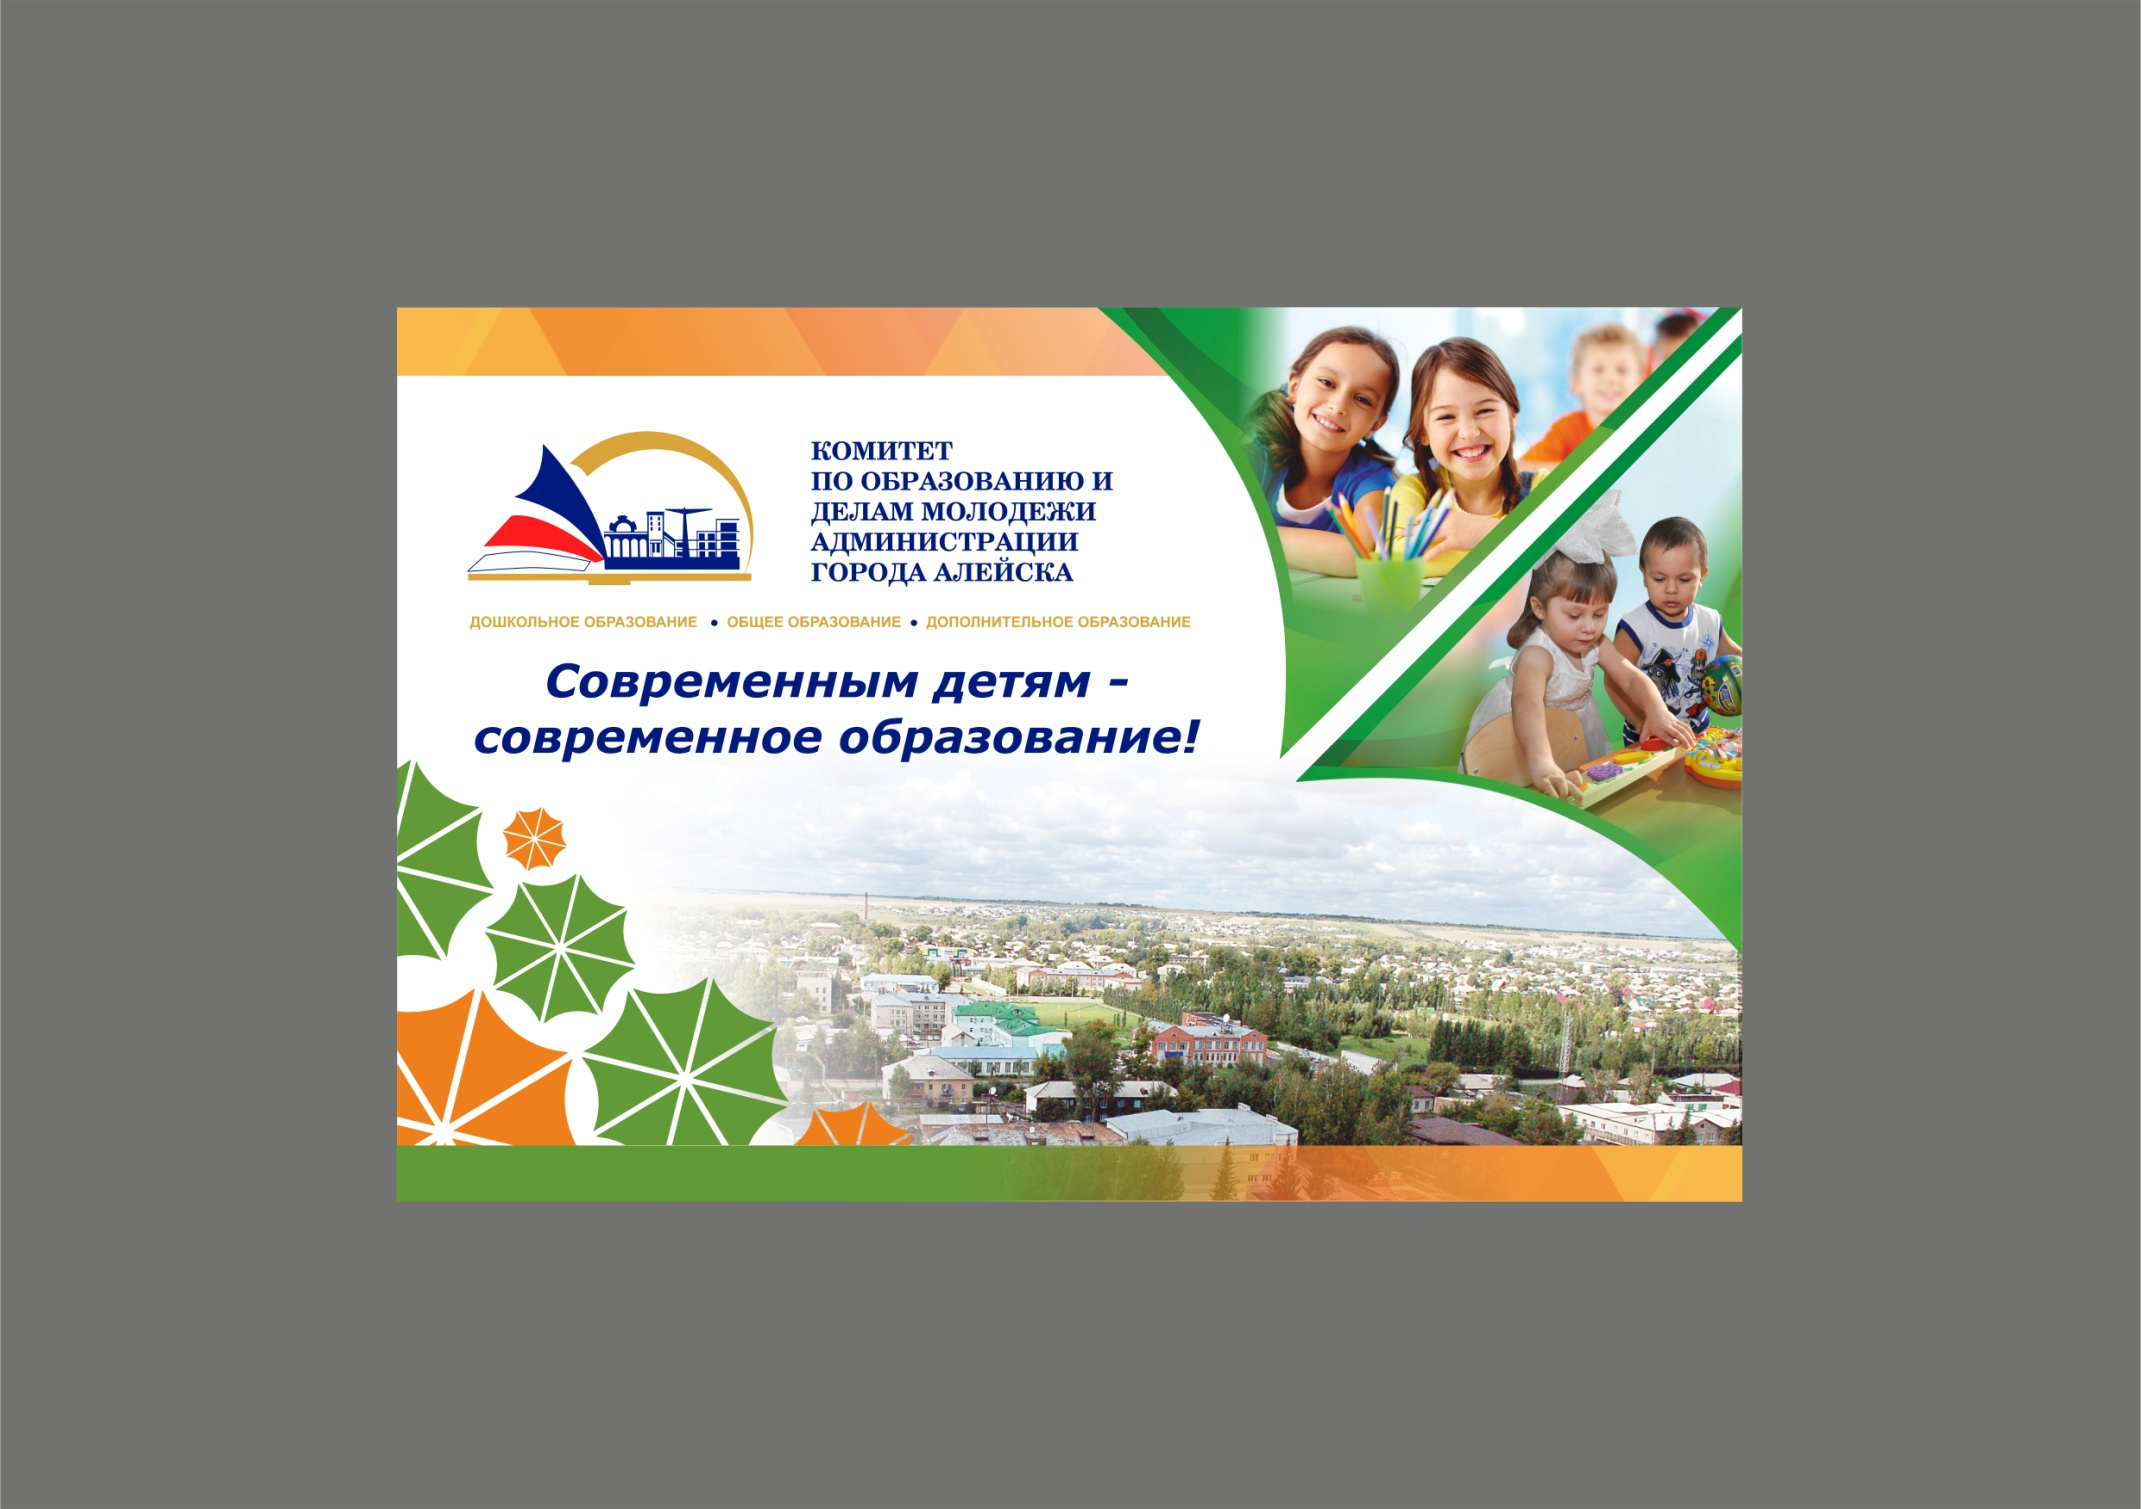 КОМИТЕТ
ПО ОБРАЗОВАНИЮ И
ДЕЛАМ МОЛОДЕЖИ
АДМИНИСТРАЦИИ
ГОРОДА АЛЕЙСКА
ДОШКОЛЬНОЕ ОБРАЗОВАНИЕ • ОБЩЕЕ ОБРАЗОВАНИЕ • ДОПОЛНИТЕЛЬНОЕ ОБРАЗОВАНИЕ
Современным детям –
современное образование!